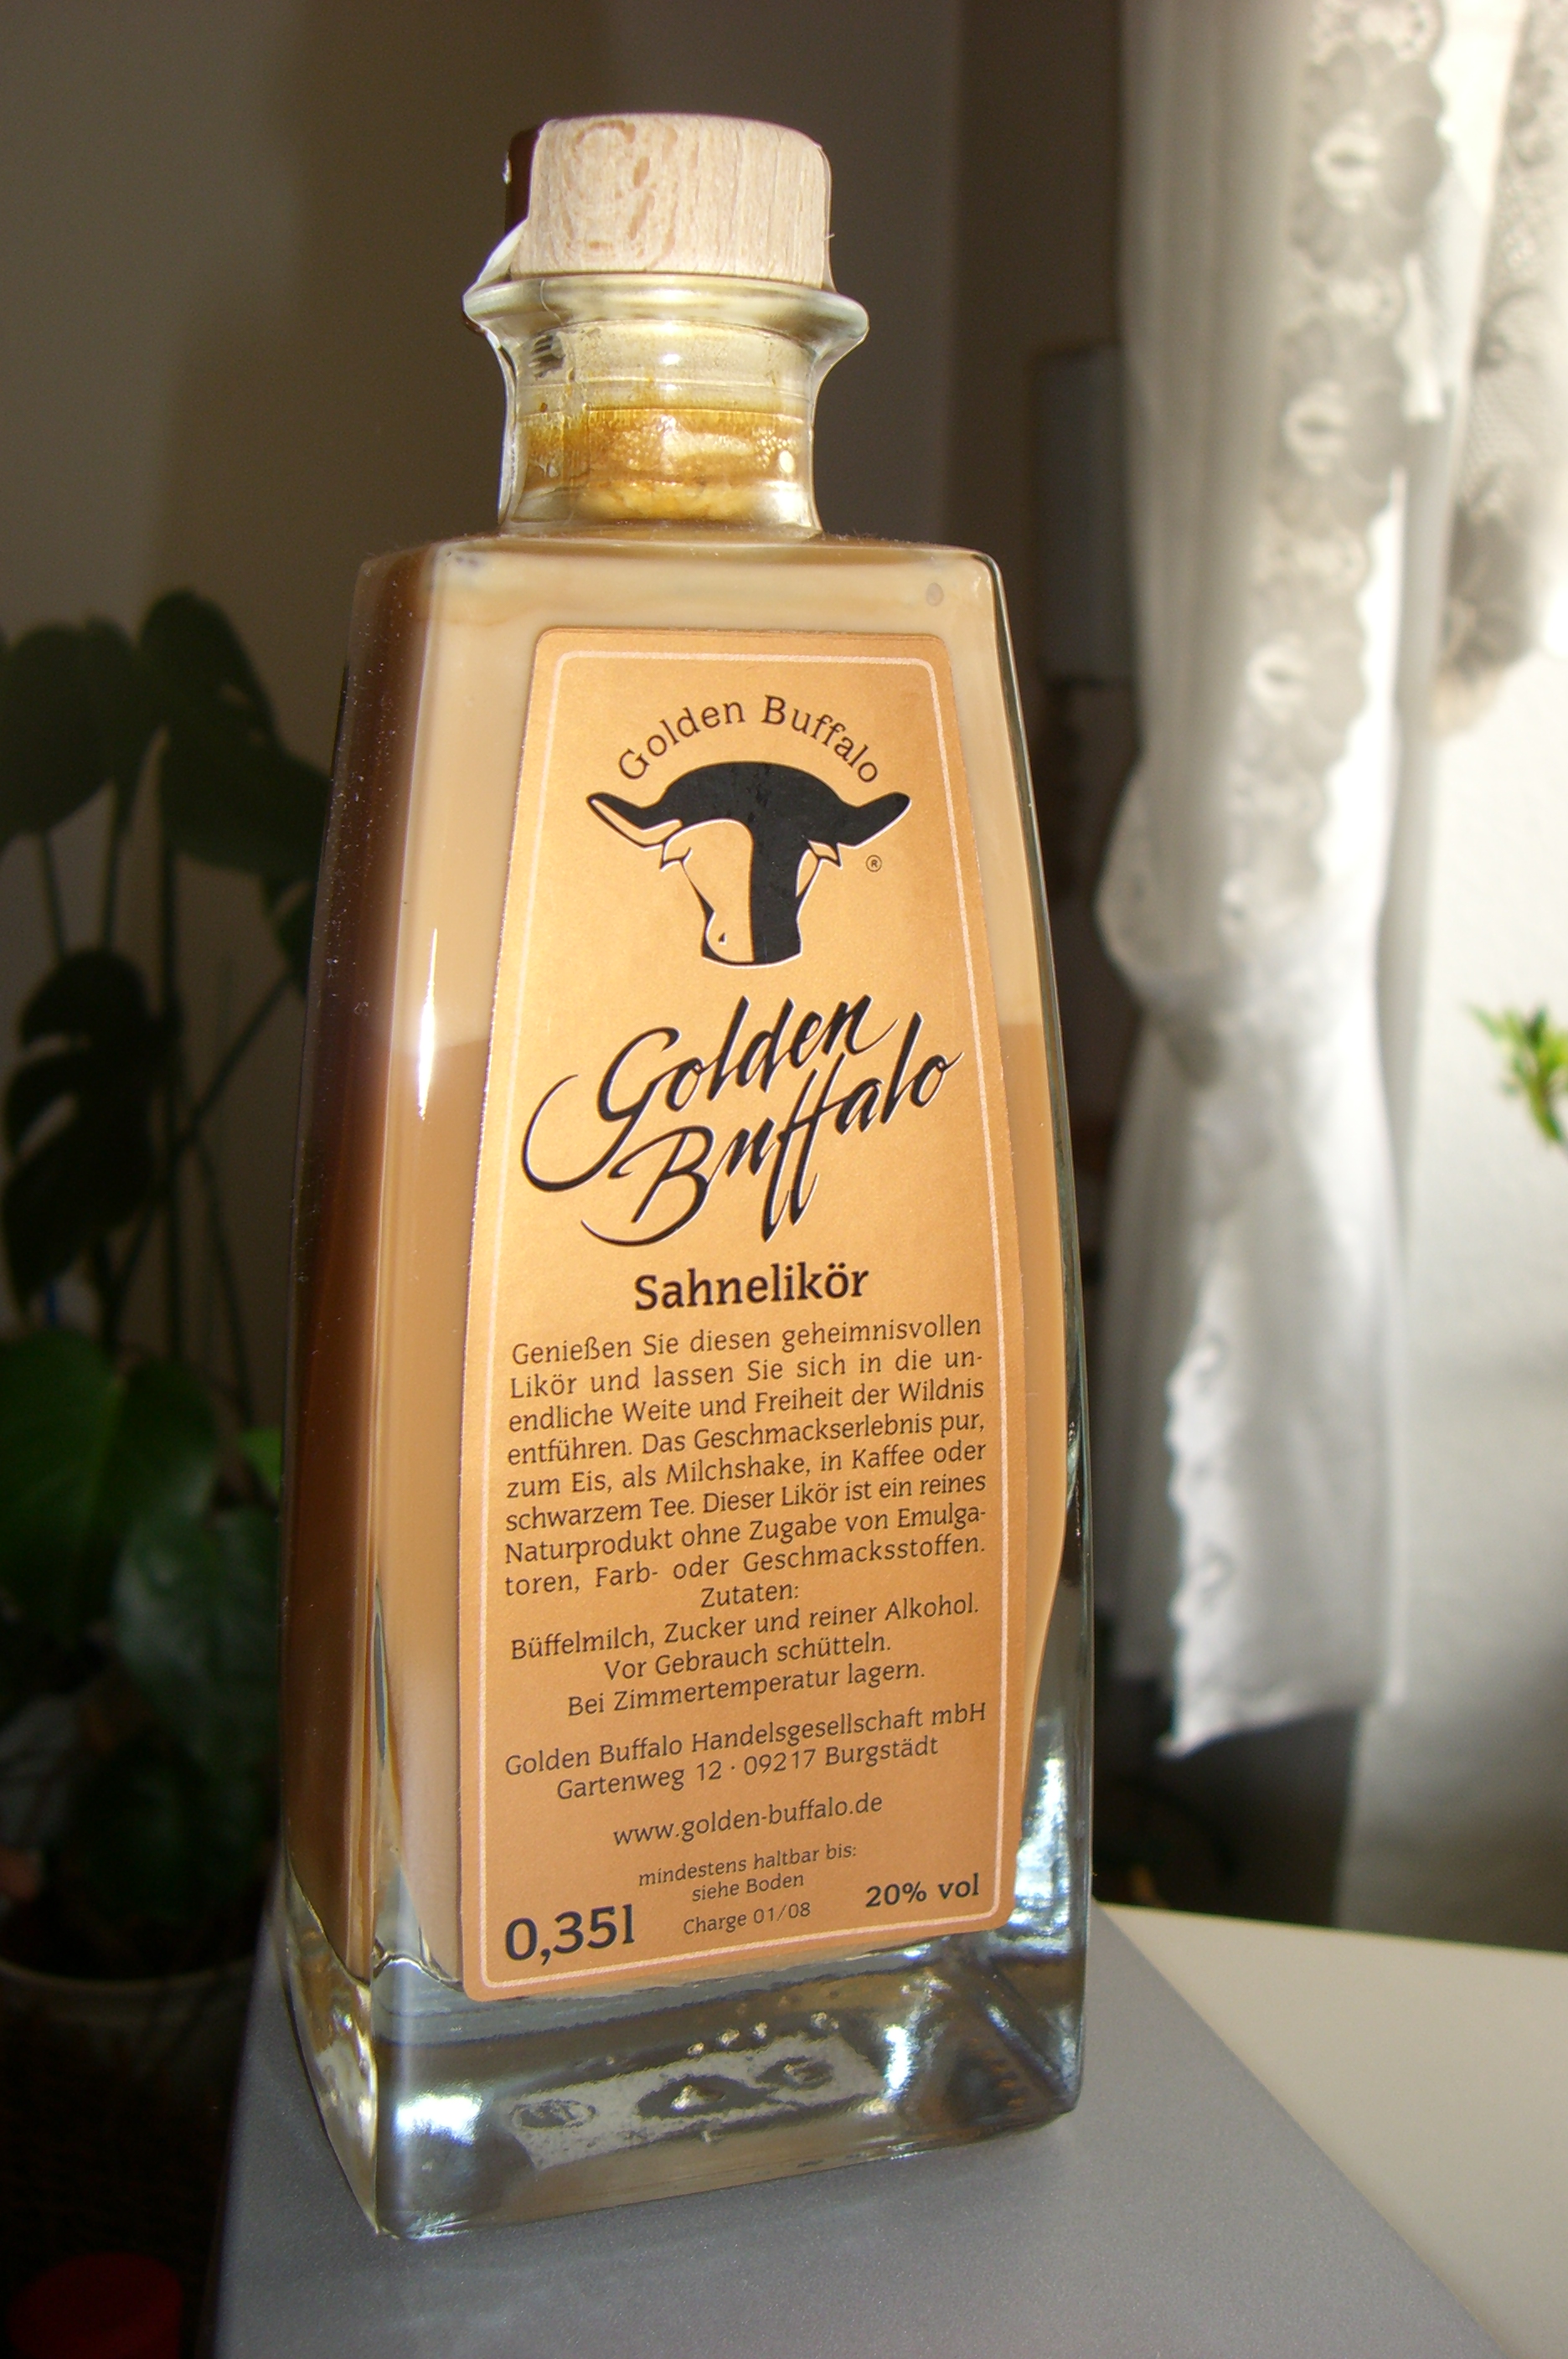 Golden Buffalo
®
Golden
Buffalo
Sahnelikör
Genießen Sie diesen geheimnisvollen
Likör und lassen Sie sich in die un-
endliche Weite und Freiheit der Wildnis
entführen. Das Geschmackserlebnis pur,
zum Eis, als Milchshake, in Kaffee oder
schwarzem Tee. Dieser Likör ist ein reines
Naturprodukt ohne Zugabe von Emulga-
toren, Farb- oder Geschmacksstoffen.
Zutaten:
Büffelmilch, Zucker und reiner Alkohol.
Vor Gebrauch schütteln.
Bei Zimmertemperatur lagern.
Golden Buffalo Handelsgesellschaft mbH
Gartenweg 12 · 09217 Burgstädt
www.golden-buffalo.de
mindestens haltbar bis:
siehe Boden
0,35l Charge 01/08 20% vol